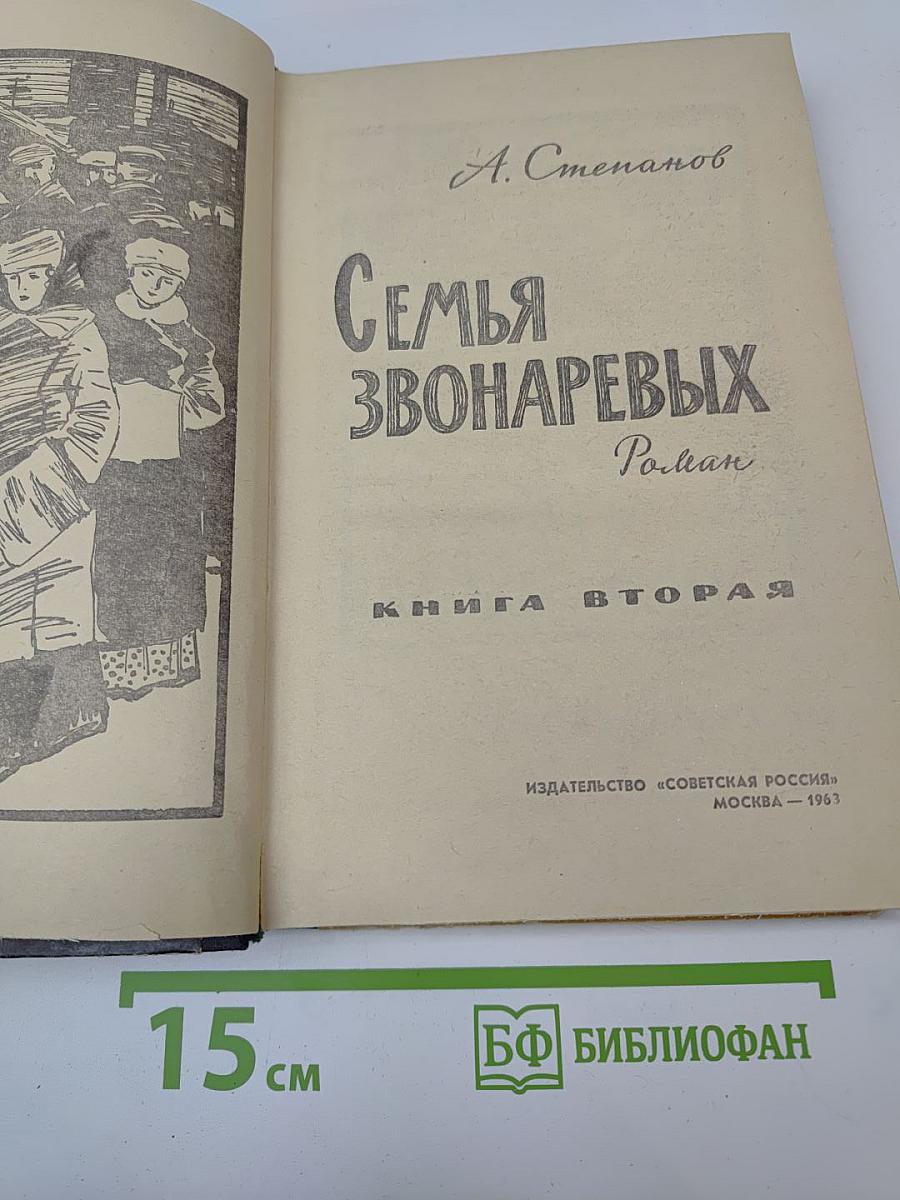 А. Степанов
Семья
звонаревых
Роман
КНИГА ВТОРАЯ
ИЗДАТЕЛЬСТВО «СОВЕТСКАЯ РОССИЯ»
МОСКВА — 1963
15 см
БФ БИБЛИОФАН